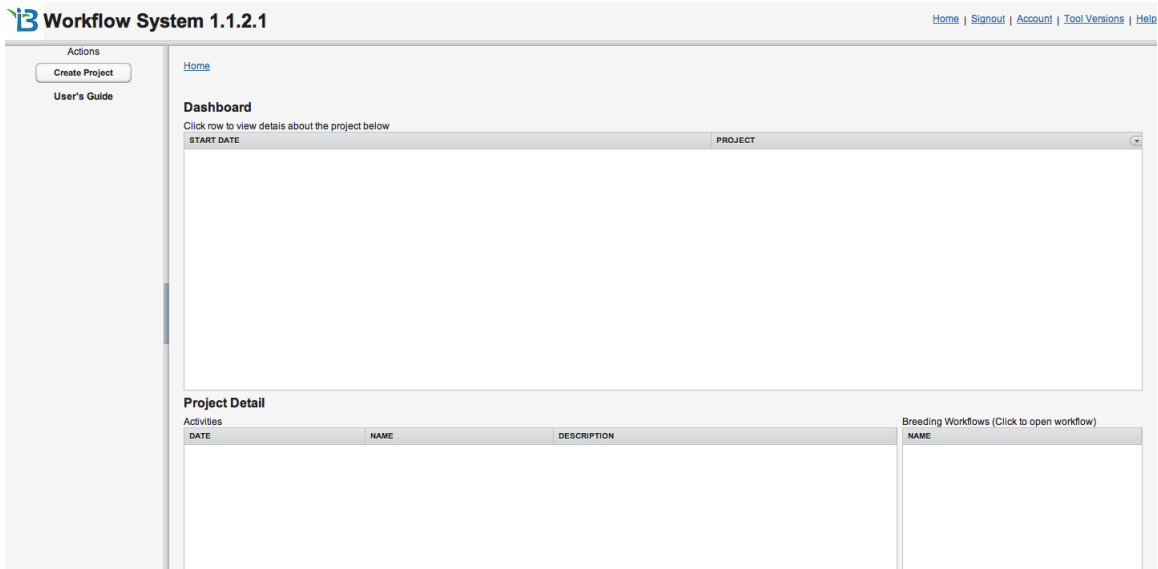 iB Workflow System 1.1.2.1
Home | Signout | Account | Tool Versions | Help
Actions
Create Project
User's Guide
Home
Dashboard
Click row to view detais about the project below
START DATE PROJECT
Project Detail
Activities
DATE NAME DESCRIPTION
Breeding Workflows (Click to open workflow)
NAME